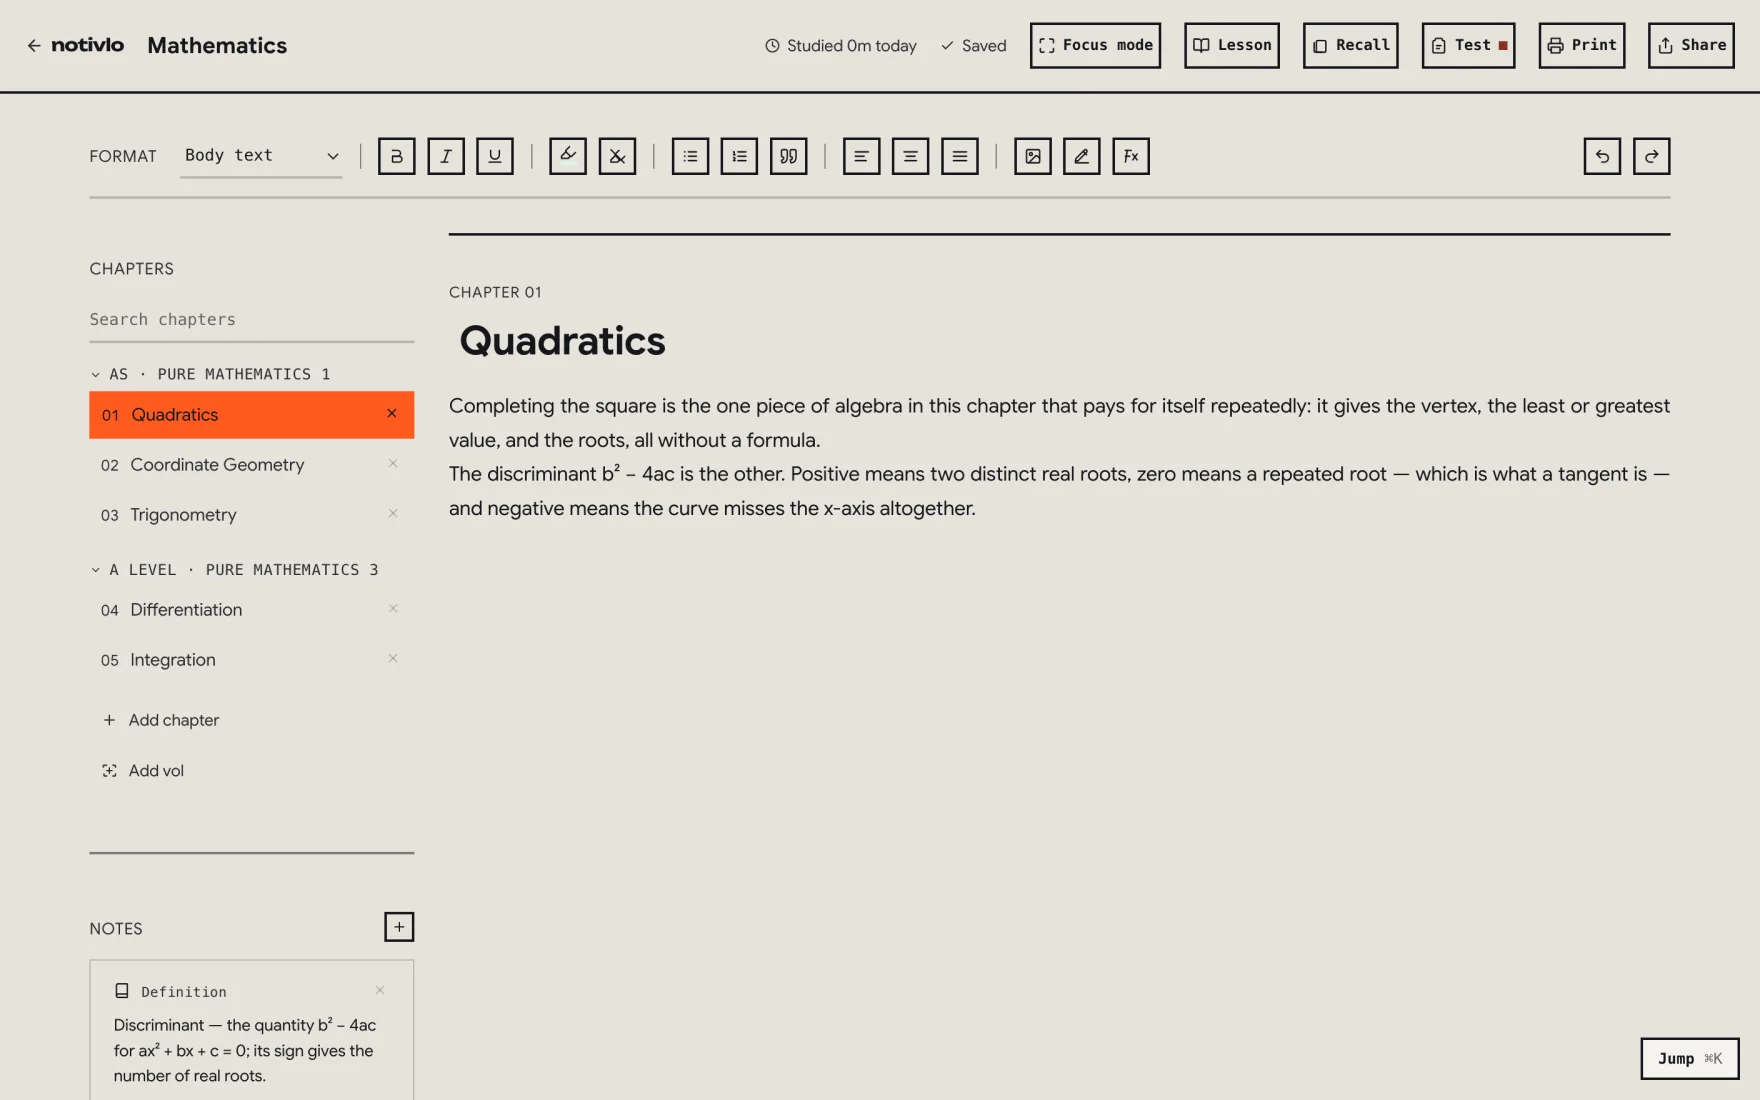 notivlo Mathematics
Studied 0m today
Saved
Focus mode
Lesson
Recall
Test
Print
Share
FORMAT Body text
B I U
Fx
CHAPTERS
Search chapters
AS · PURE MATHEMATICS 1
01 Quadratics
02 Coordinate Geometry
03 Trigonometry
A LEVEL · PURE MATHEMATICS 3
04 Differentiation
05 Integration
+ Add chapter
Add vol
NOTES
+
Definition
Discriminant — the quantity b² – 4ac
for ax² + bx + c = 0; its sign gives the
number of real roots.
CHAPTER 01
Quadratics
Completing the square is the one piece of algebra in this chapter that pays for itself repeatedly: it gives the vertex, the least or greatest
value, and the roots, all without a formula.
The discriminant b² – 4ac is the other. Positive means two distinct real roots, zero means a repeated root — which is what a tangent is —
and negative means the curve misses the x-axis altogether.
Jump ⌘K